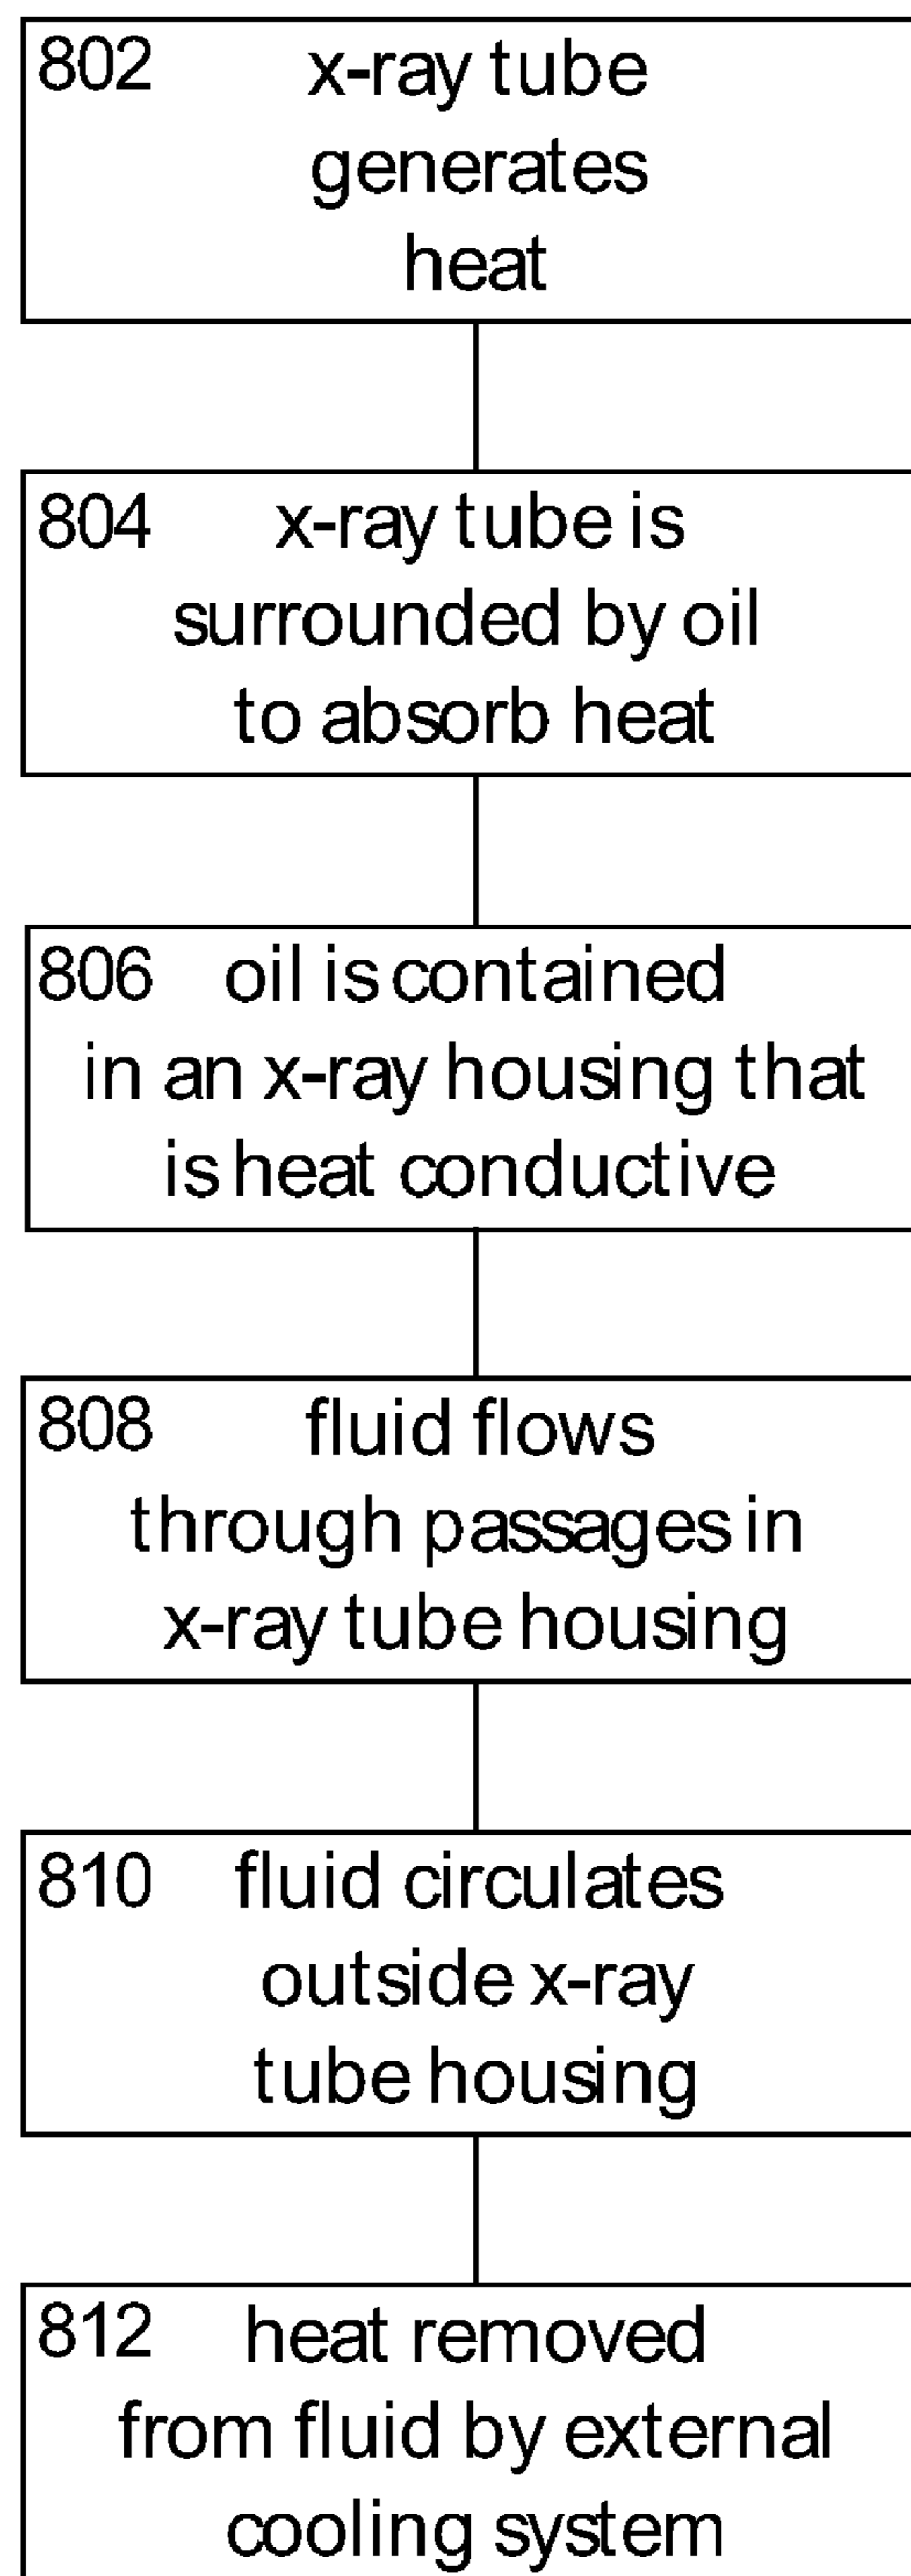 802 x-ray tube
generates
heat
804 x-ray tube is
surrounded by oil
to absorb heat
806 oil is contained
in an x-ray housing that
is heat conductive
808 fluid flows
through passages in
x-ray tube housing
810 fluid circulates
outside x-ray
tube housing
812 heat removed
from fluid by external
cooling system